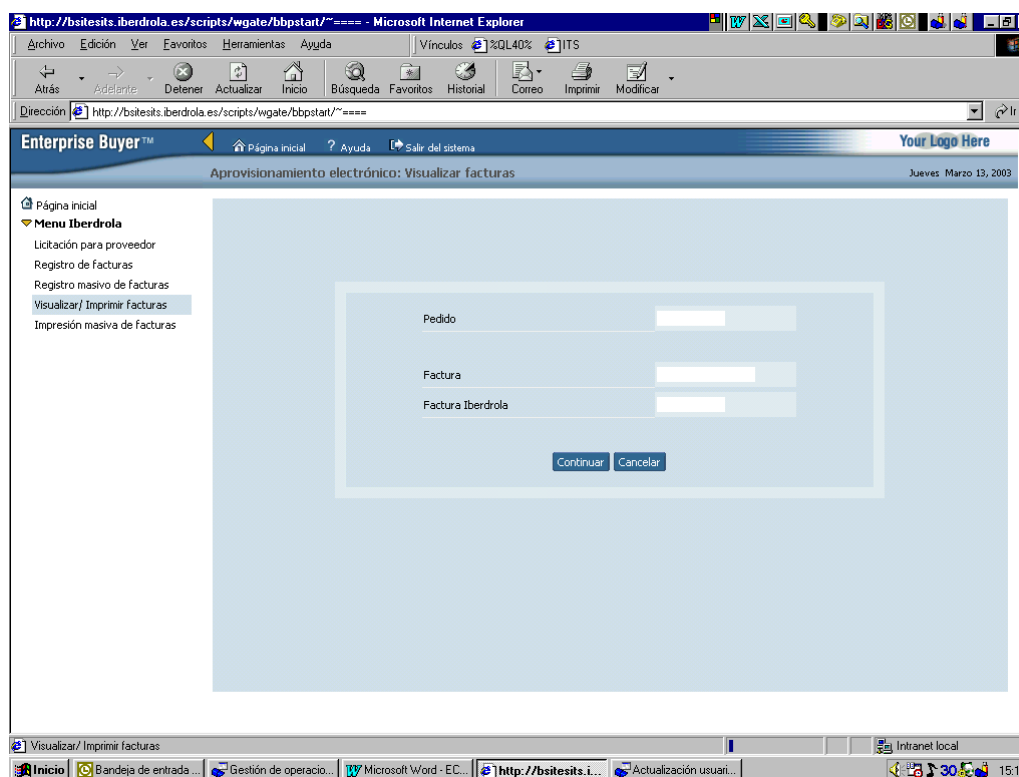 http://bsitesits.iberdrola.es/scripts/wgate/bbpstart/~==== - Microsoft Internet Explorer
Archivo Edición Ver Favoritos Herramientas Ayuda Vínculos %QL40% ITS
Atrás Adelante Detener Actualizar Inicio Búsqueda Favoritos Historial Correo Imprimir Modificar
Dirección http://bsitesits.iberdrola.es/scripts/wgate/bbpstart/~==== Ir
Enterprise Buyer™ Página inicial ? Ayuda Salir del sistema Your Logo Here
Aprovisionamiento electrónico: Visualizar facturas Jueves Marzo 13, 2003
Página inicial
Menu Iberdrola
Licitación para proveedor
Registro de facturas
Registro masivo de facturas
Visualizar/ Imprimir facturas
Impresión masiva de facturas
Pedido
Factura
Factura Iberdrola
Continuar Cancelar
Visualizar/ Imprimir facturas Intranet local
Inicio Bandeja de entrada ... Gestión de operacio... Microsoft Word - EC... http://bsitesits.i... Actualización usuari... 30 15:1